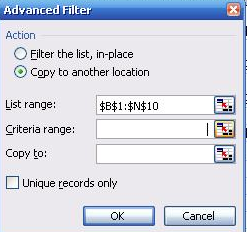 Advanced Filter
Action
Filter the list, in-place
Copy to another location
List range: $B$1:$N$10
Criteria range:
Copy to:
Unique records only
OK Cancel